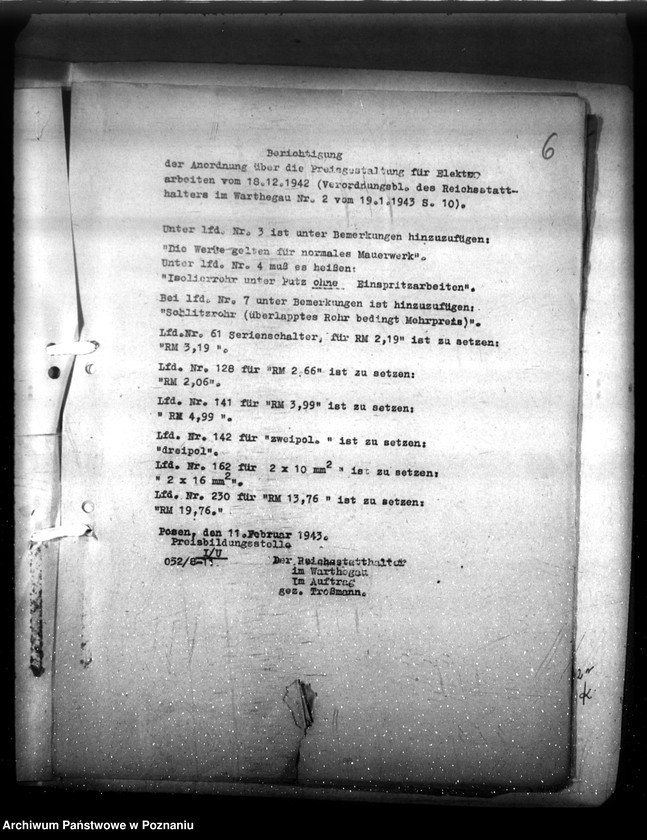 6
Berichtigung
der Anordnung über die Preisgestaltung für Elektro
arbeiten vom 18.12.1942 (Verordnungsbl. des Reichsstatt-
halters im Warthegau Nr. 2 vom 19.1.1943 S. 10).
Unter lfd. Nr. 3 ist unter Bemerkungen hinzuzufügen:
"Die Werte gelten für normales Mauerwerk".
Unter lfd. Nr. 4 muß es heißen:
"Isolierrohr unter Putz ohne Einspritzarbeiten".
Bei lfd. Nr. 7 unter Bemerkungen ist hinzuzufügen:
"Schlitzrohr (überlapptes Rohr bedingt Mehrpreis)".
Lfd.Nr. 61 Serienschalter, für RM 2,19" ist zu setzen:
"RM 3,19 ".
Lfd. Nr. 128 für "RM 2.66" ist zu setzen:
"RM 2,06".
Lfd. Nr. 141 für "RM 3,99" ist zu setzen:
" RM 4,99 ".
Lfd. Nr. 142 für "zweipol. " ist zu setzen:
"dreipol".
Lfd. Nr. 162 für 2 x 10 mm² " ist zu setzen:
" 2 x 16 mm²".
Lfd. Nr. 230 für "RM 13,76 " ist zu setzen:
"RM 19,76."
Posen, den 11.Februar 1943.
Preisbildungsstelle
I/U
052/8-
Der Reichsstatthalter
im Warthegau
Im Auftrag
gez. Troßmann.
Archiwum Państwowe w Poznaniu